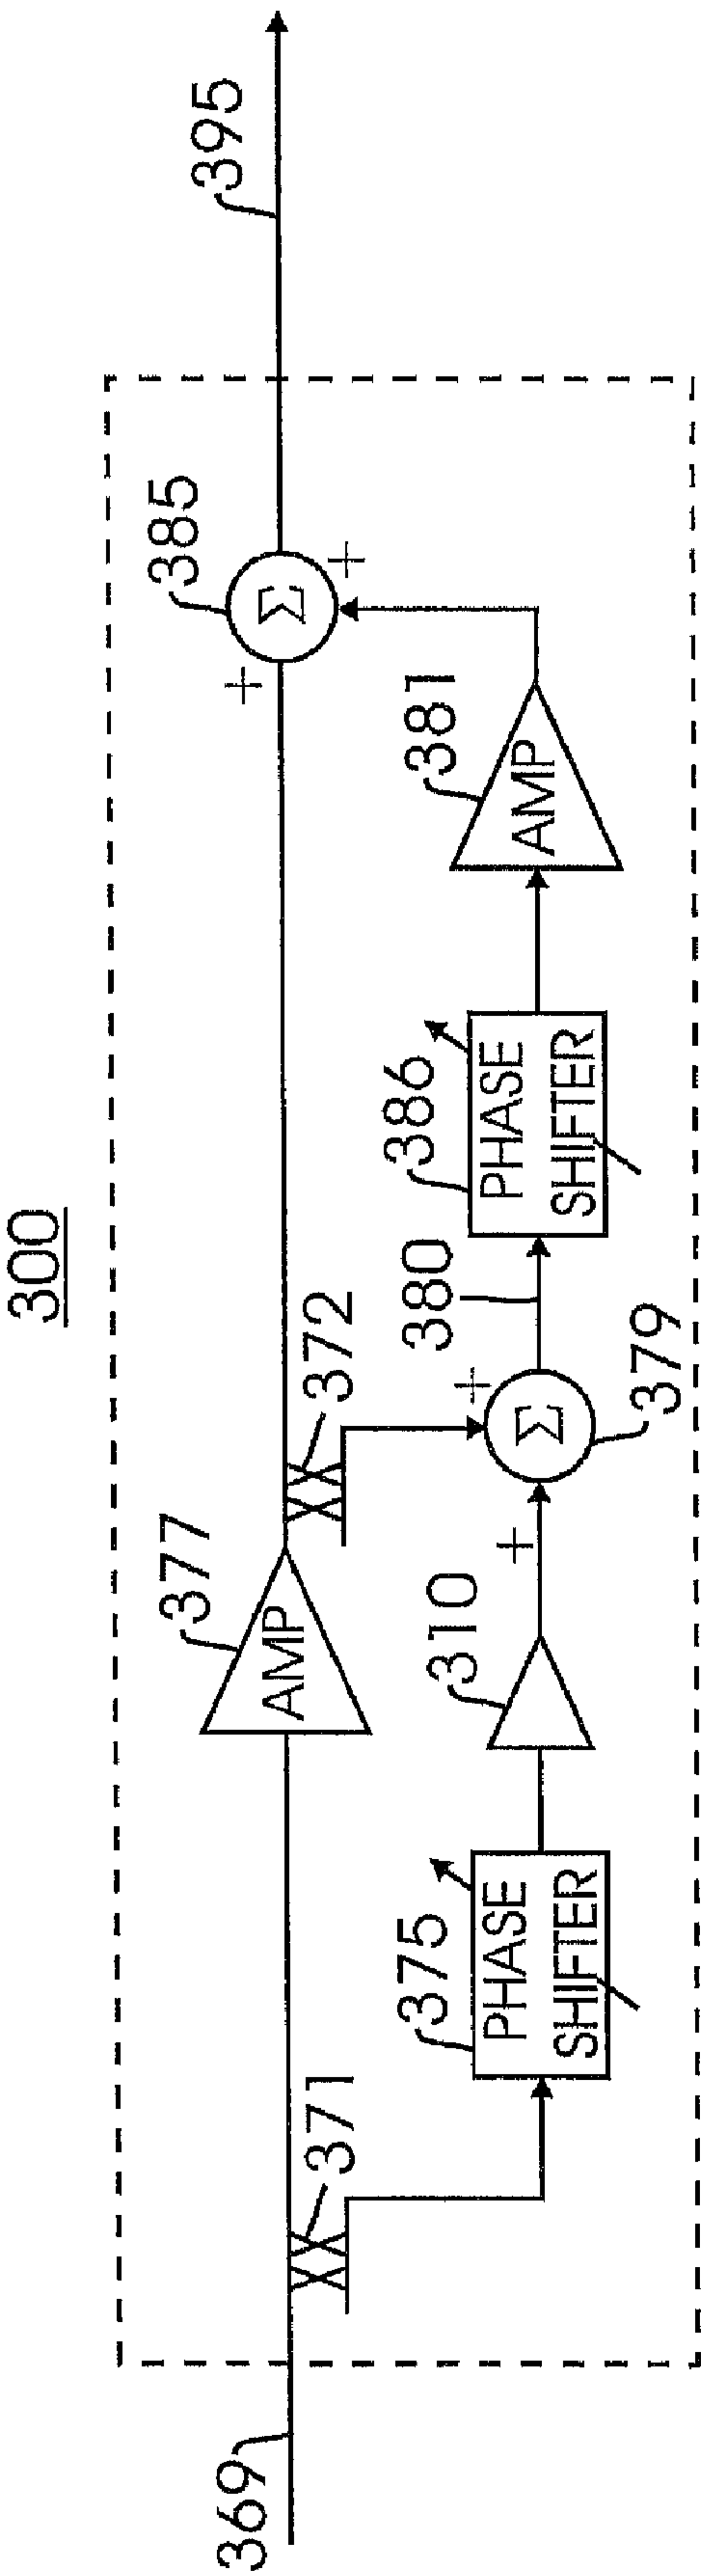 300
369
371
375
PHASE
SHIFTER
377
AMP
310
+
372
+
Σ
379
380
386
PHASE
SHIFTER
381
AMP
+
385
Σ
+
395